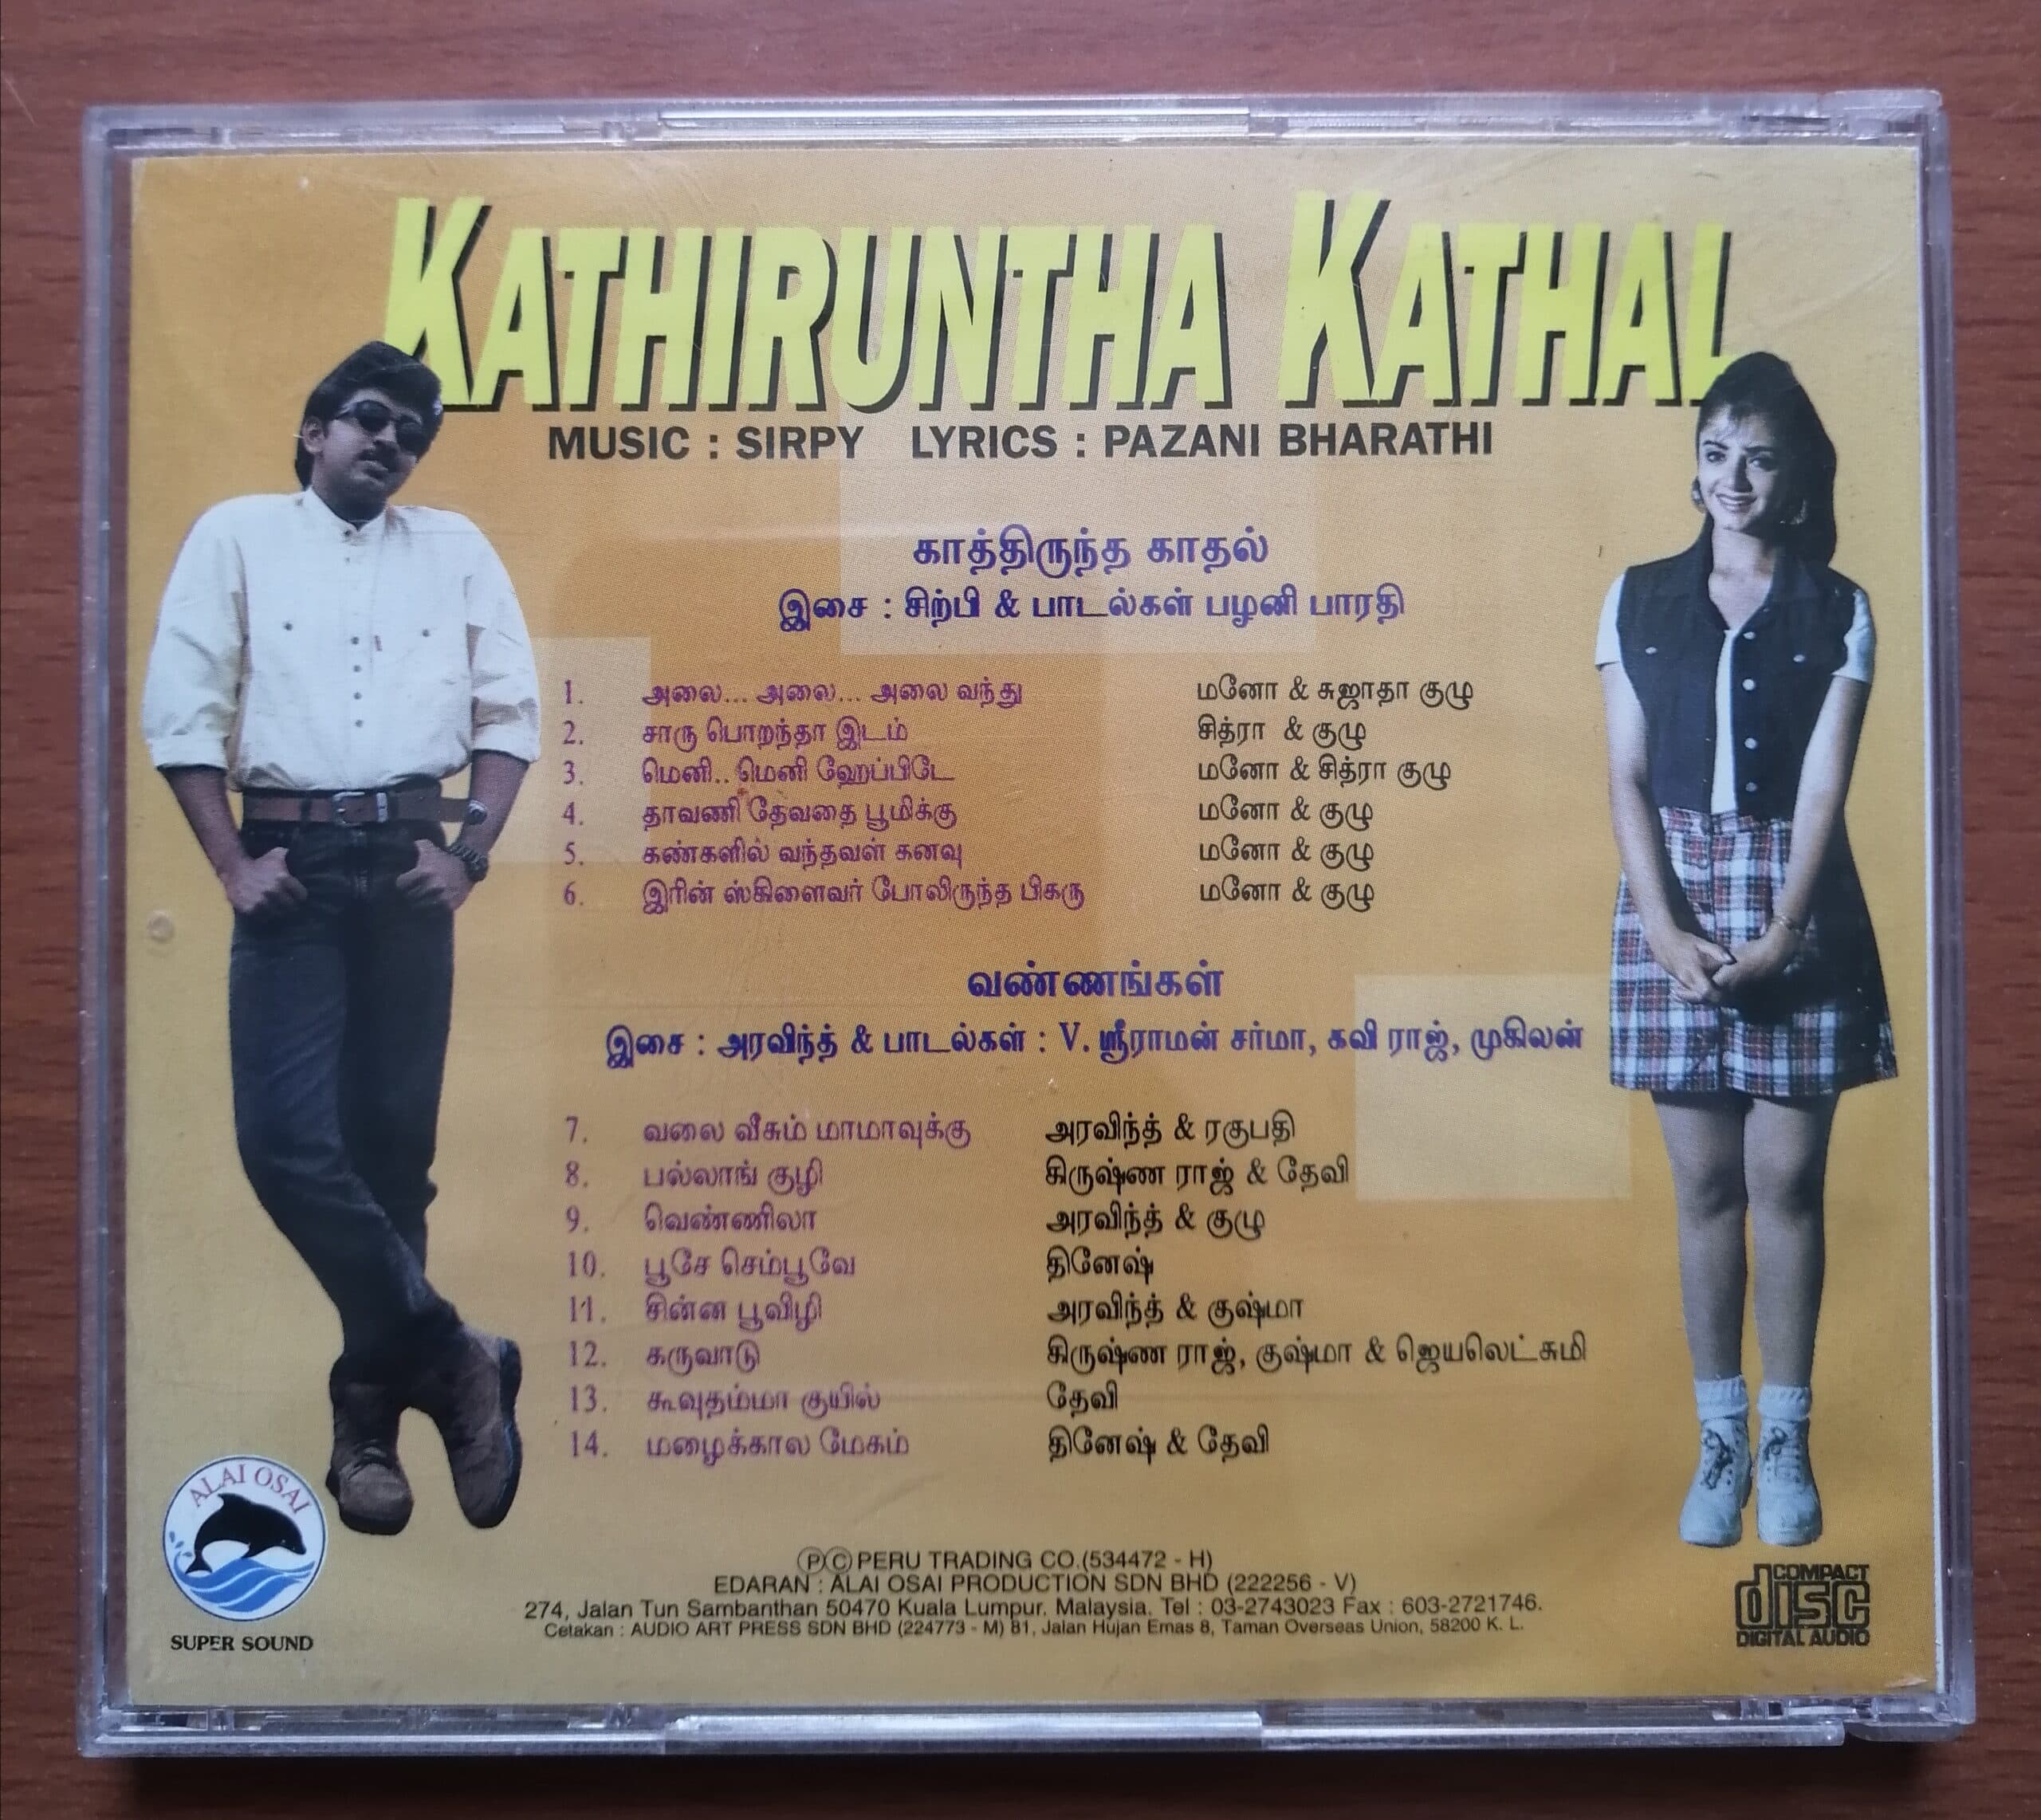 KATHIRUNTHA KATHAL
MUSIC : SIRPY LYRICS : PAZANI BHARATHI
காத்திருந்த காதல்
இசை : சிற்பி & பாடல்கள் பழனி பாரதி
1. அலை... அலை... அலை வந்து மனோ & சுஜாதா குழு
2. சாரு பொறந்தா இடம் சித்ரா & குழு
3. மெனி.. மெனி ஹேப்பிடே மனோ & சித்ரா குழு
4. தாவணி தேவதை பூமிக்கு மனோ & குழு
5. கண்களில் வந்தவள் கனவு மனோ & குழு
6. இரின் ஸ்கிளைவர் போலிருந்த பிகரு மனோ & குழு
வண்ணங்கள்
இசை : அரவிந்த் & பாடல்கள் : V. ஸ்ரீராமன் சர்மா, கவி ராஜ், முகிலன்
7. வலை வீசும் மாமாவுக்கு அரவிந்த் & ரகுபதி
8. பல்லாங் குழி கிருஷ்ண ராஜ் & தேவி
9. வெண்ணிலா அரவிந்த் & குழு
10. பூசே செம்பூவே தினேஷ்
11. சின்ன பூவிழி அரவிந்த் & குஷ்மா
12. கருவாடு கிருஷ்ண ராஜ், குஷ்மா & ஜெயலெட்சுமி
13. கூவுதம்மா குயில் தேவி
14. மழைக்கால மேகம் தினேஷ் & தேவி
ALAI OSAI
SUPER SOUND
ⓅⒸ PERU TRADING CO.(534472 - H)
EDARAN : ALAI OSAI PRODUCTION SDN BHD (222256 - V)
274, Jalan Tun Sambanthan 50470 Kuala Lumpur. Malaysia. Tel : 03-2743023 Fax : 603-2721746.
Cetakan : AUDIO ART PRESS SDN BHD (224773 - M) 81, Jalan Hujan Emas 8, Taman Overseas Union, 58200 K. L.
COMPACT
disc
DIGITAL AUDIO